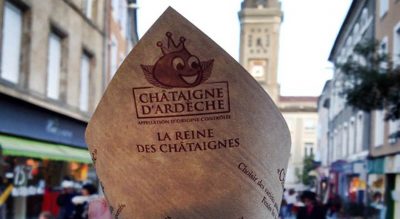 CHÂTAIGNE
D'ARDÈCHE
APPELLATION D'ORIGINE CONTRÔLÉE
LA REINE
DES CHÂTAIGNES